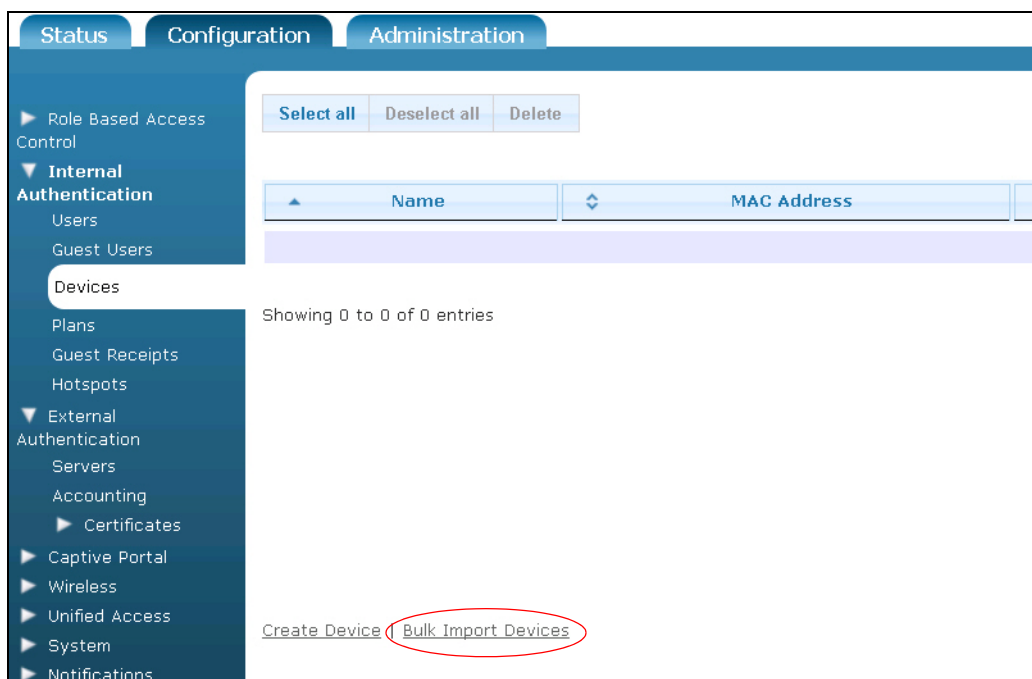 Status
Configuration
Administration
Role Based Access
Control
Internal
Authentication
Users
Guest Users
Devices
Plans
Guest Receipts
Hotspots
External
Authentication
Servers
Accounting
Certificates
Captive Portal
Wireless
Unified Access
System
Notifications
Select all
Deselect all
Delete
Name
MAC Address
Showing 0 to 0 of 0 entries
Create Device | Bulk Import Devices